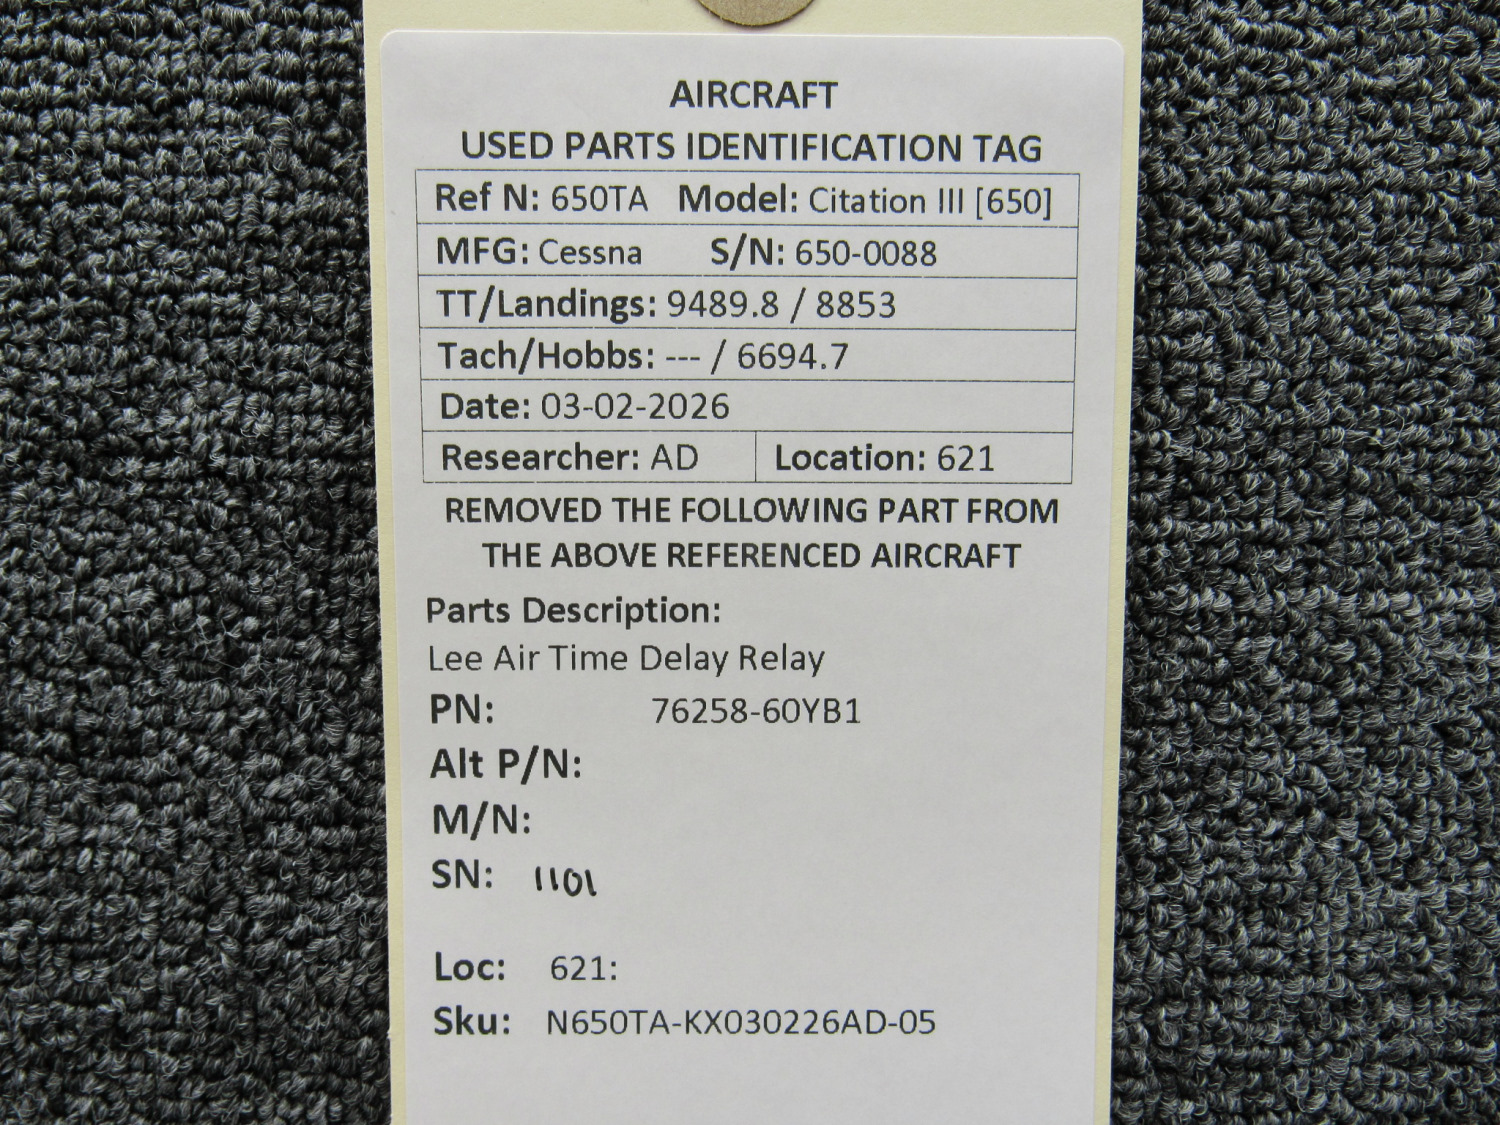 AIRCRAFT
USED PARTS IDENTIFICATION TAG
Ref N: 650TA Model: Citation III [650]
MFG: Cessna S/N: 650-0088
TT/Landings: 9489.8 / 8853
Tach/Hobbs: --- / 6694.7
Date: 03-02-2026
Researcher: AD Location: 621
REMOVED THE FOLLOWING PART FROM
THE ABOVE REFERENCED AIRCRAFT
Parts Description:
Lee Air Time Delay Relay
PN: 76258-60YB1
Alt P/N:
M/N:
SN: 1101
Loc: 621:
Sku: N650TA-KX030226AD-05